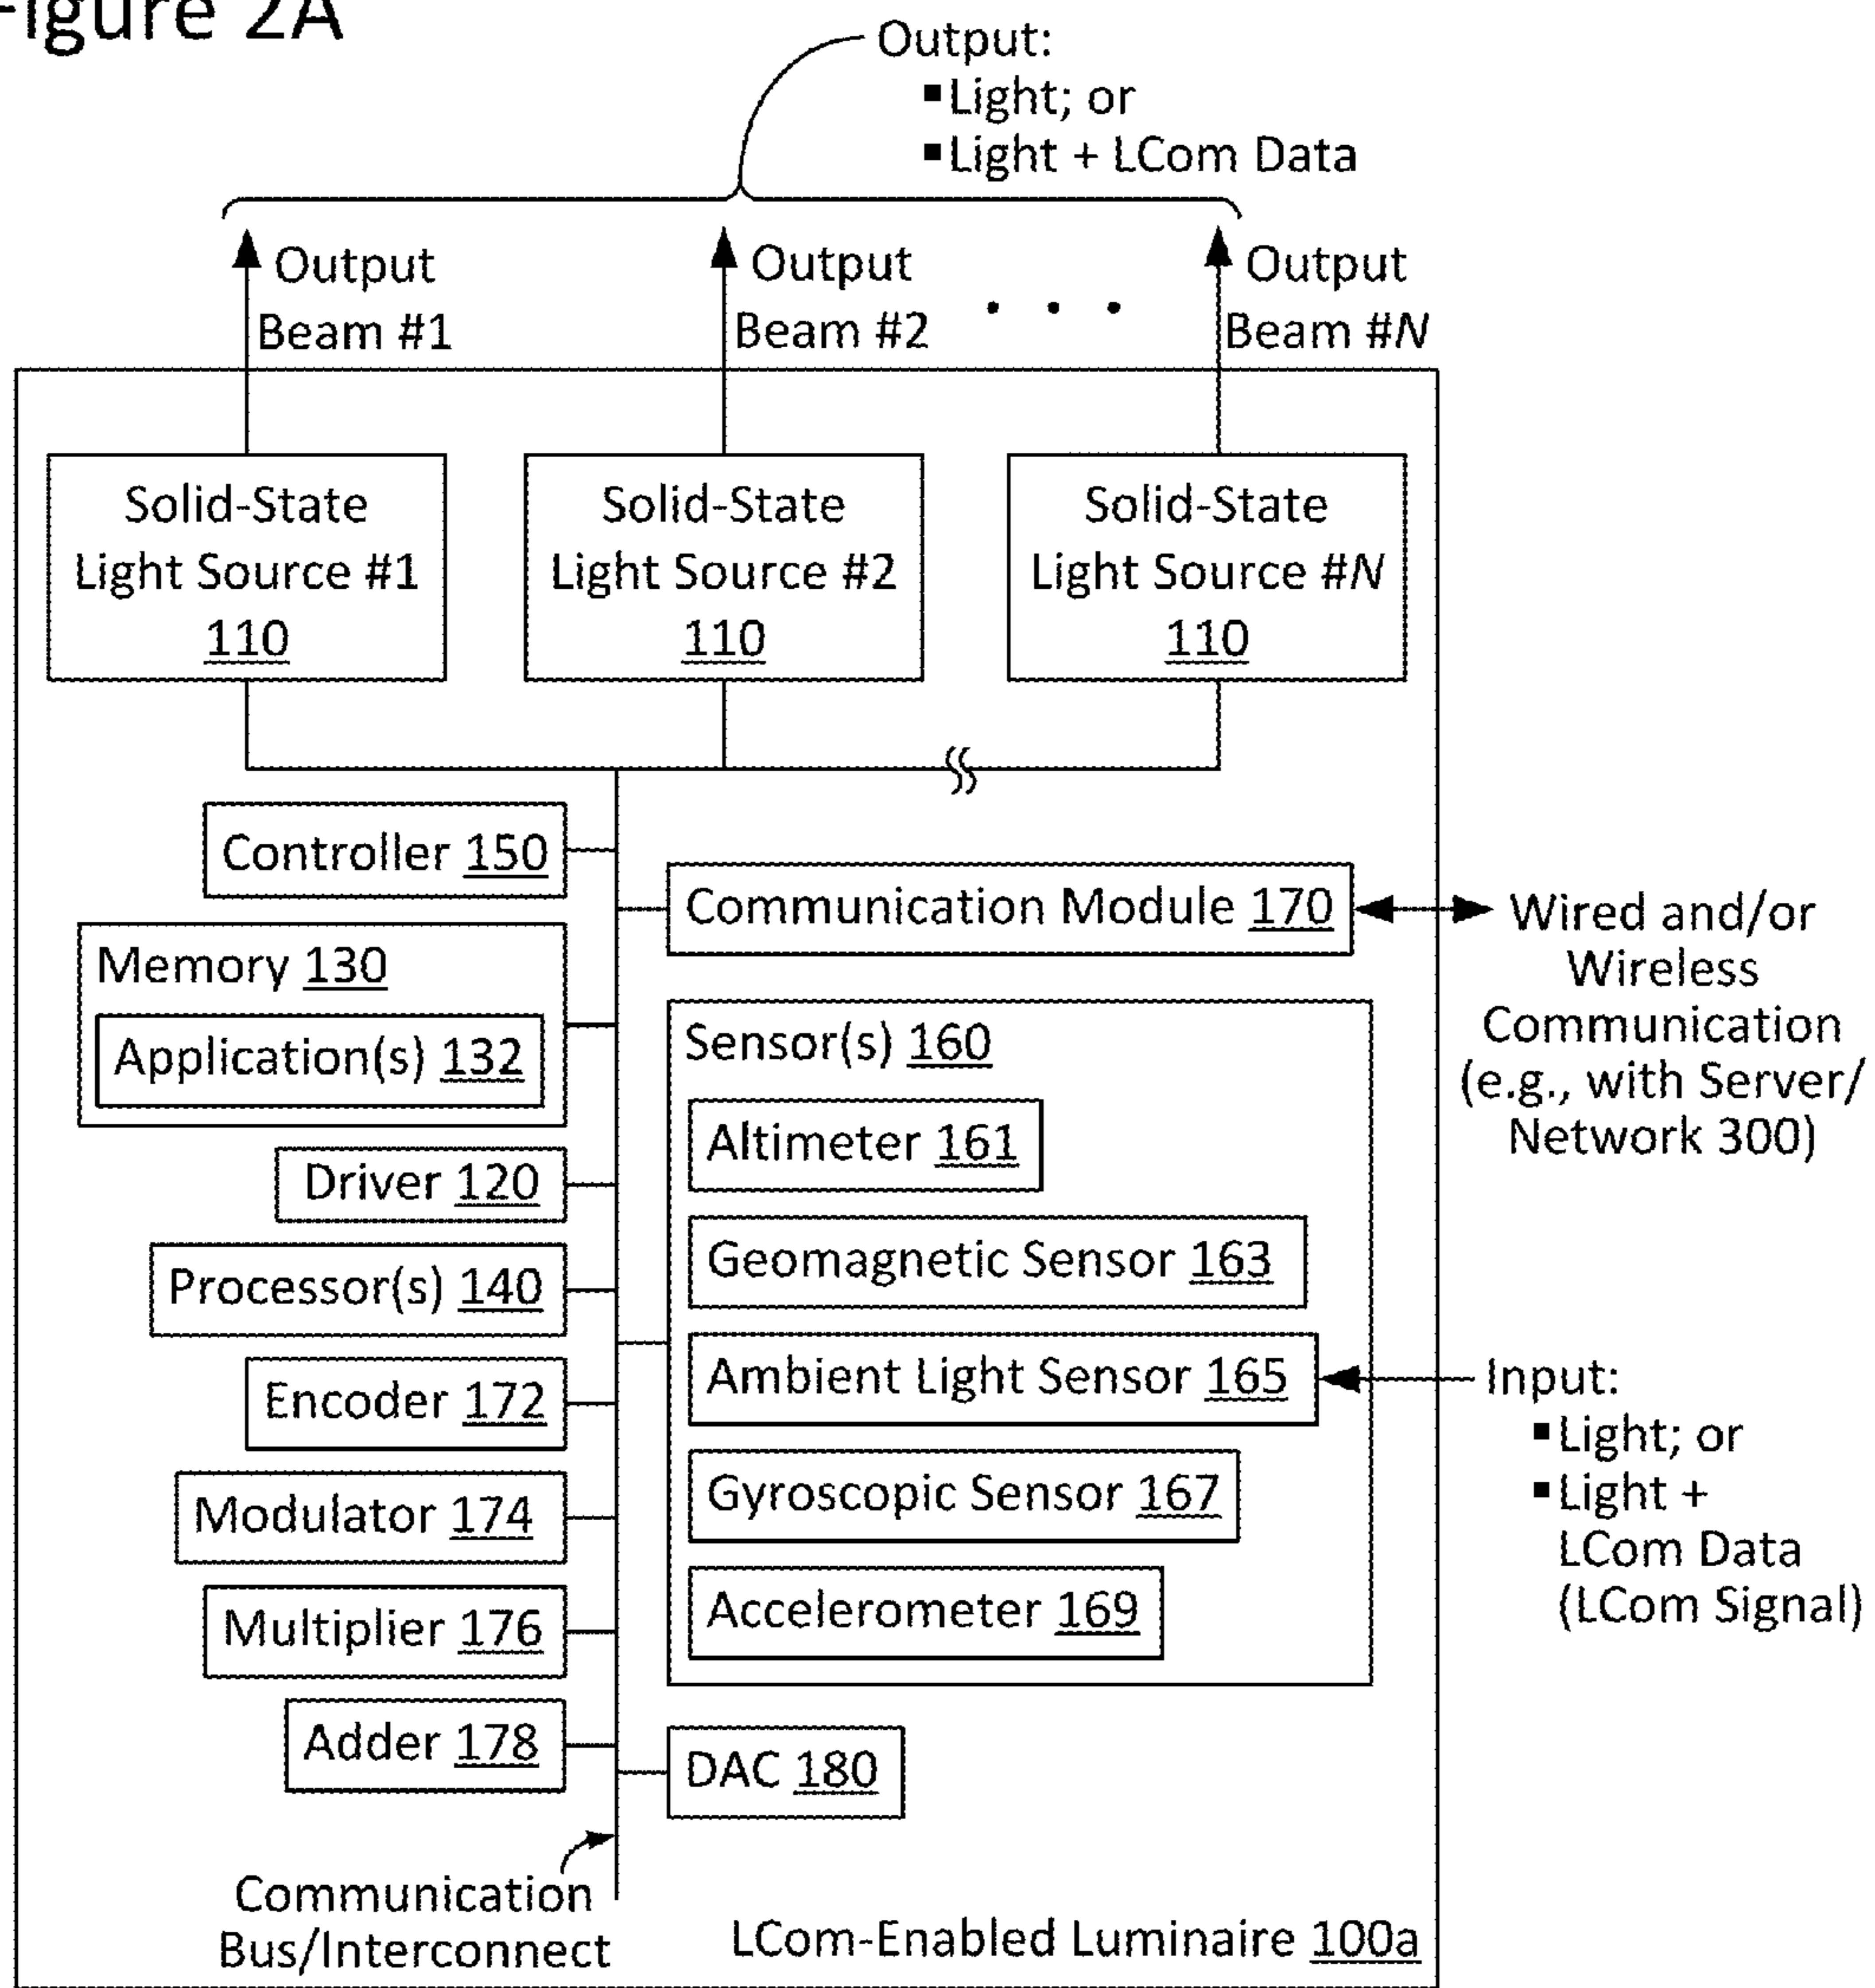 Figure 2A
Output:
▪Light; or
▪Light + LCom Data
Output
Beam #1
Output
Beam #2
. . .
Output
Beam #N
Solid-State
Light Source #1
110
Solid-State
Light Source #2
110
Solid-State
Light Source #N
110
Controller 150
Communication Module 170
Wired and/or
Wireless
Communication
(e.g., with Server/
Network 300)
Memory 130
Application(s) 132
Driver 120
Processor(s) 140
Encoder 172
Modulator 174
Multiplier 176
Adder 178
Sensor(s) 160
Altimeter 161
Geomagnetic Sensor 163
Ambient Light Sensor 165
Gyroscopic Sensor 167
Accelerometer 169
Input:
▪Light; or
▪Light +
LCom Data
(LCom Signal)
DAC 180
Communication
Bus/Interconnect
LCom-Enabled Luminaire 100a